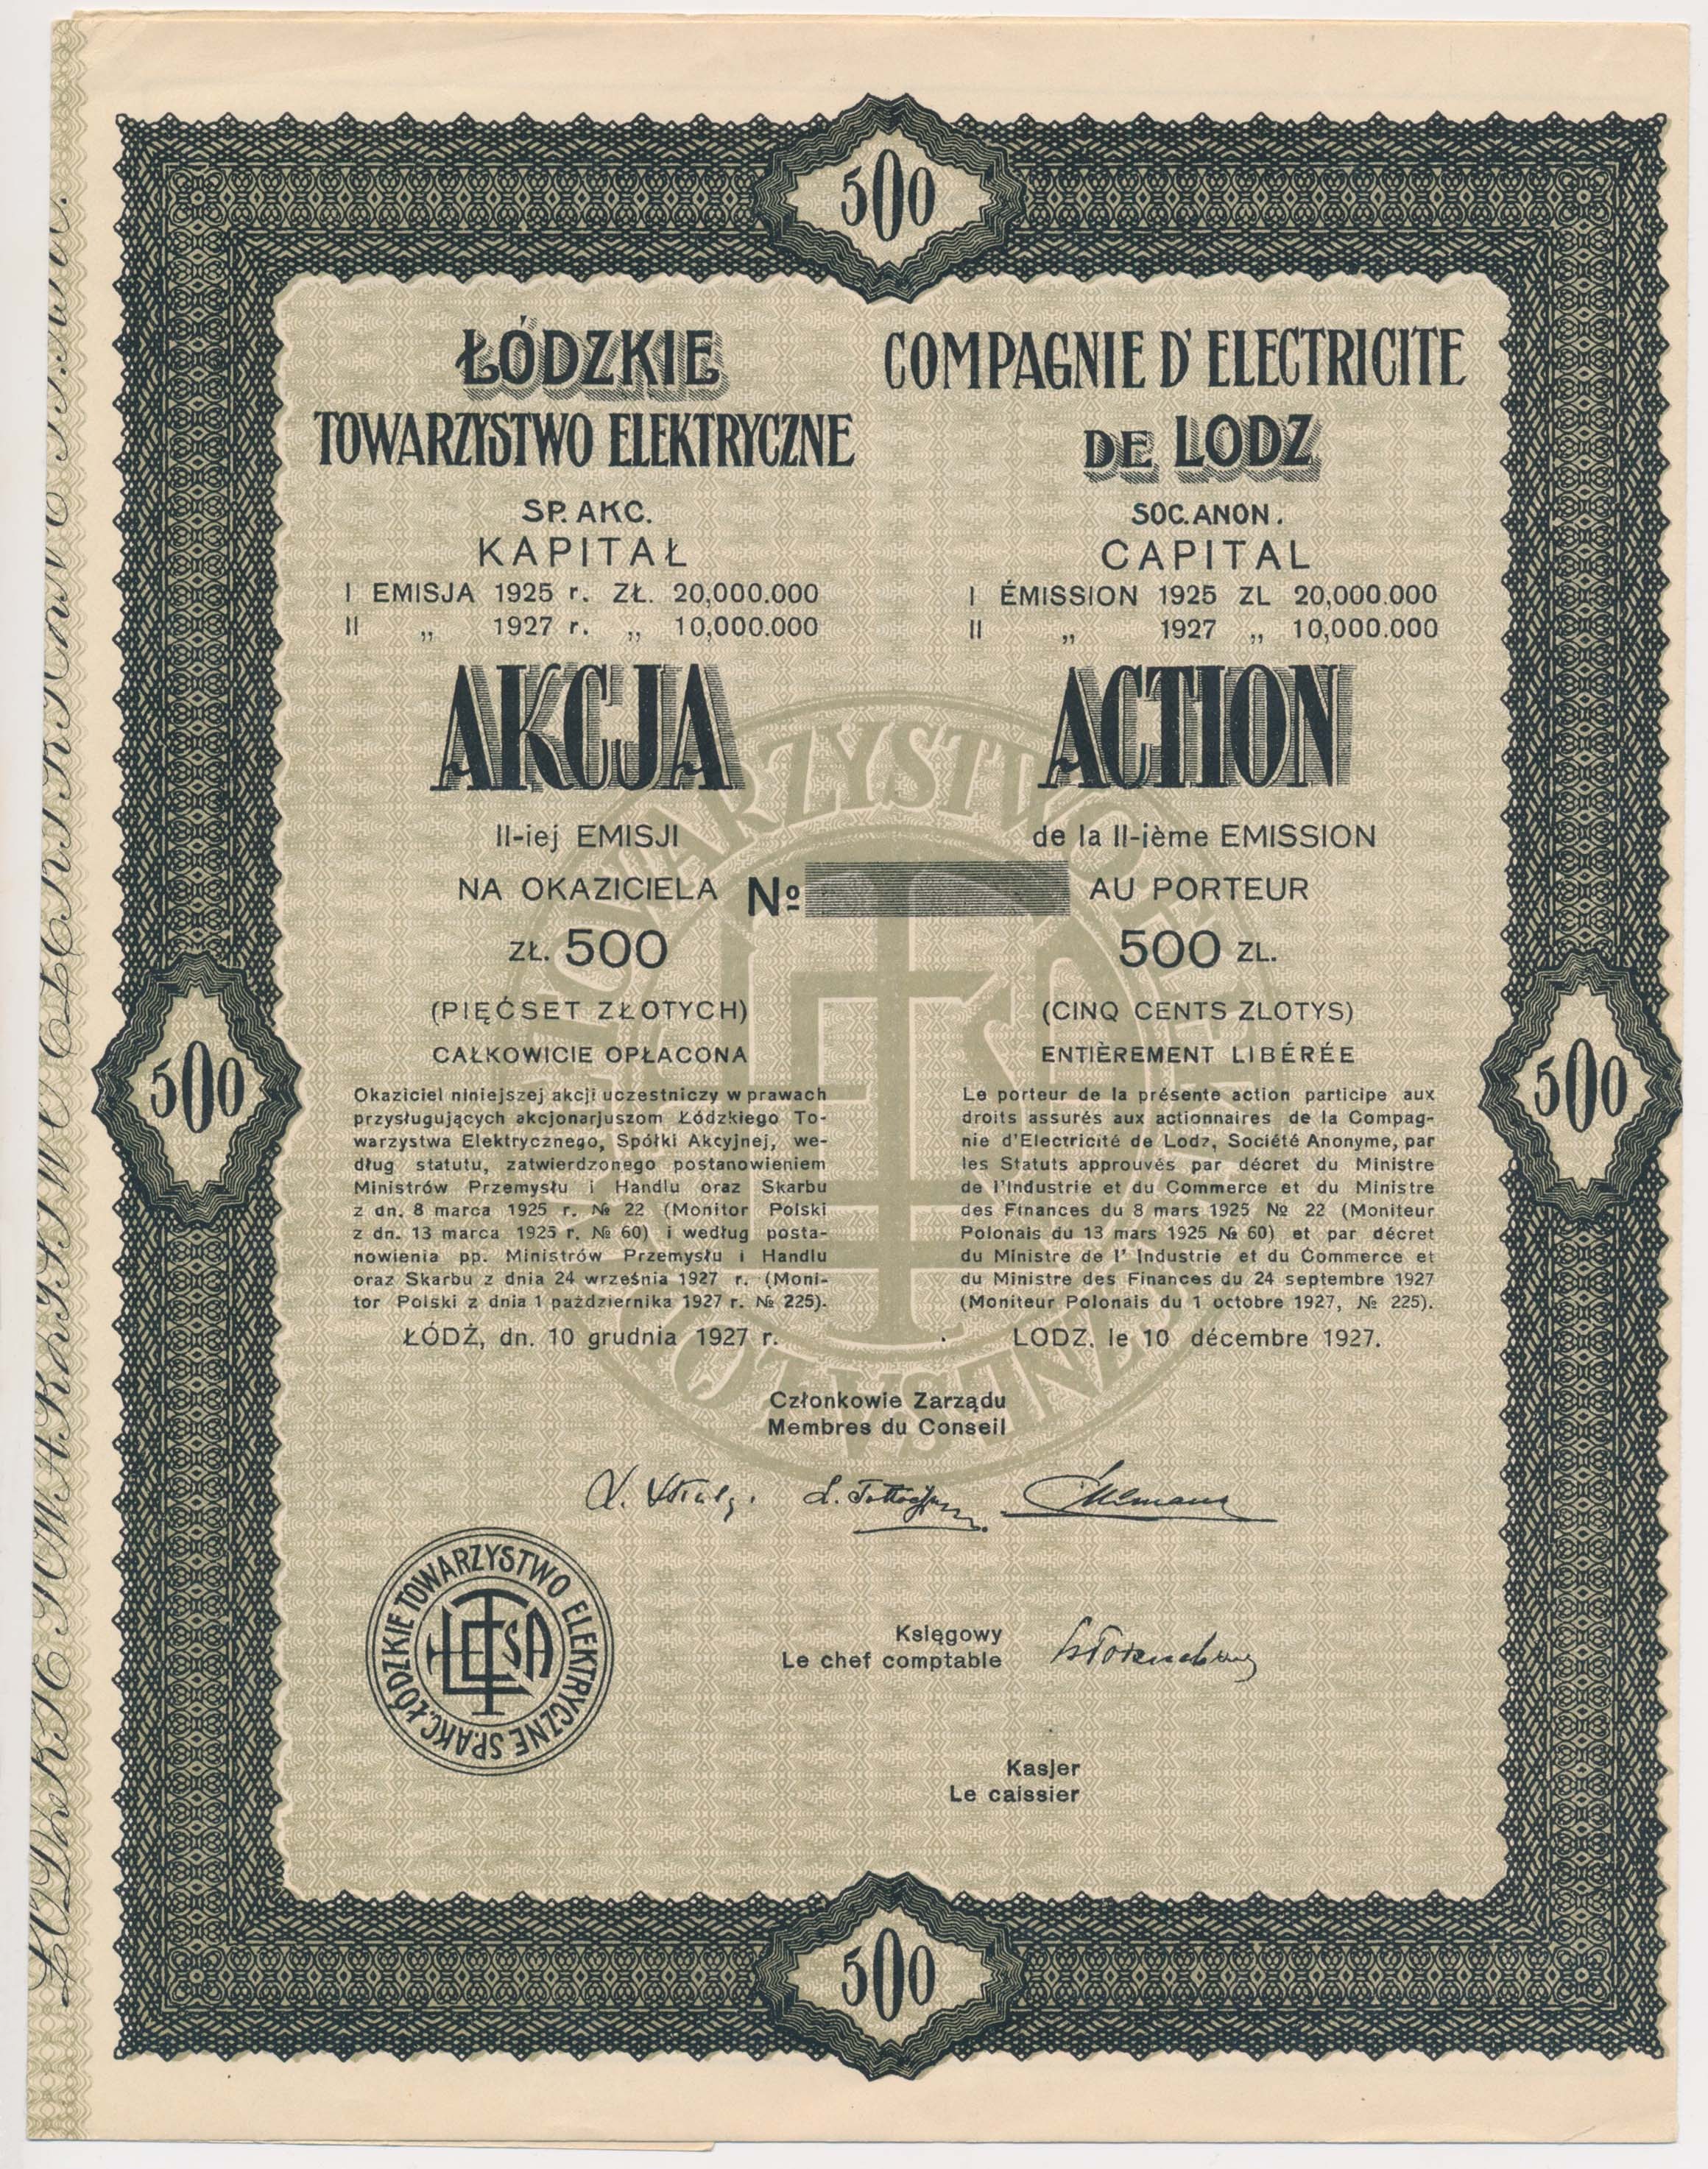 500
ŁÓDZKIE
TOWARZYSTWO ELEKTRYCZNE
SP. AKC.
KAPITAŁ
I EMISJA 1925 r. ZŁ. 20,000.000
II „ 1927 r. „ 10,000.000
AKCJA
II-iej EMISJI
NA OKAZICIELA
ZŁ. 500
(PIĘĆSET ZŁOTYCH)
CAŁKOWICIE OPŁACONA
Okaziciel niniejszej akcji uczestniczy w prawach
przysługujących akcjonarjuszom Łódzkiego To-
warzystwa Elektrycznego, Spółki Akcyjnej, we-
dług statutu, zatwierdzonego postanowieniem
Ministrów Przemysłu i Handlu oraz Skarbu
z dn. 8 marca 1925 r. № 22 (Monitor Polski
z dn. 13 marca 1925 r. № 60) i według posta-
nowienia pp. Ministrów Przemysłu i Handlu
oraz Skarbu z dnia 24 września 1927 r. (Moni-
tor Polski z dnia 1 października 1927 r. № 225).
ŁÓDŹ, dn. 10 grudnia 1927 r.
COMPAGNIE D' ELECTRICITE
DE LODZ
SOC. ANON.
CAPITAL
I ÉMISSION 1925 ZL 20,000.000
II „ 1927 „ 10,000.000
ACTION
de la II-ième EMISSION
№
AU PORTEUR
500 ZL.
(CINQ CENTS ZLOTYS)
ENTIÈREMENT LIBÉRÉE
Le porteur de la présente action participe aux
droits assurés aux actionnaires de la Compag-
nie d'Electricité de Lodz, Société Anonyme, par
les Statuts approuvés par décret du Ministre
de l'Industrie et du Commerce et du Ministre
des Finances du 8 mars 1925 № 22 (Moniteur
Polonais du 13 mars 1925 № 60) et par décret
du Ministre de l' Industrie et du Commerce et
du Ministre des Finances du 24 septembre 1927
(Moniteur Polonais du 1 octobre 1927, № 225).
LODZ, le 10 décembre 1927.
500
500
Członkowie Zarządu
Membres du Conseil
Księgowy
Le chef comptable
Kasjer
Le caissier
ŁÓDZKIE TOWARZYSTWO ELEKTRYCZNE SP. AKC.
500